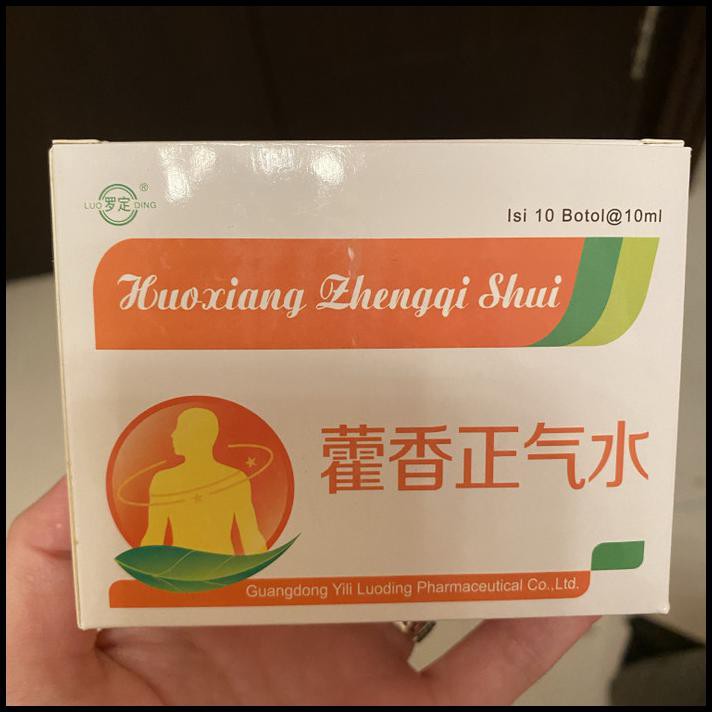 LUO 罗定 DING ®
Isi 10 Botol@10ml
Huoxiang Zhengqi Shui
藿香正气水
Guangdong Yili Luoding Pharmaceutical Co.,Ltd.